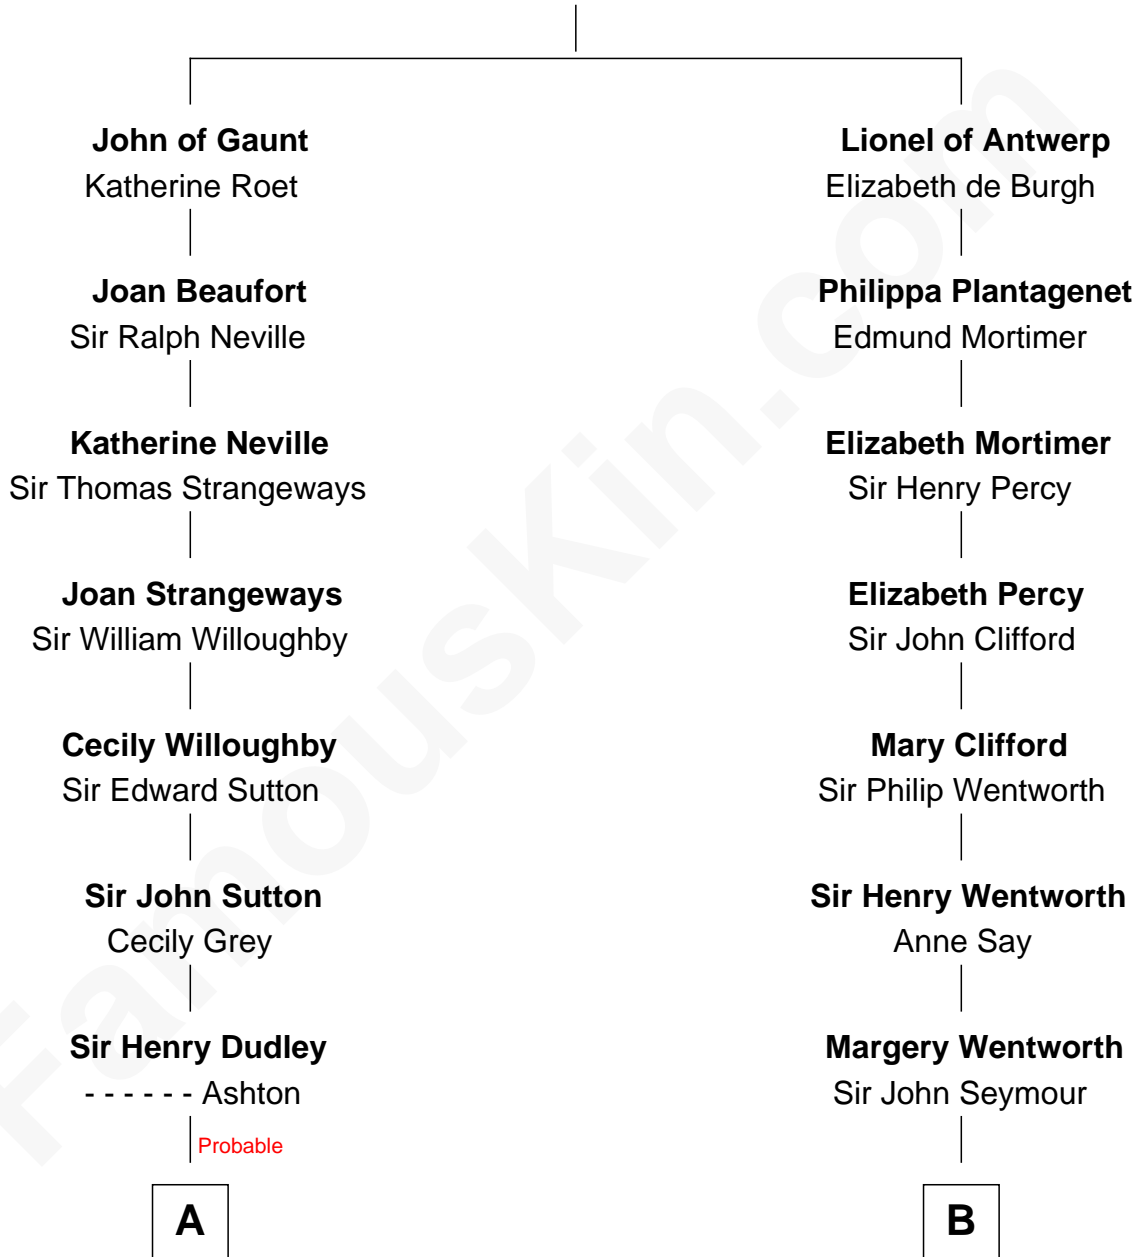 John of Gaunt
Katherine Roet
Joan Beaufort
Sir Ralph Neville
Katherine Neville
Sir Thomas Strangeways
Joan Strangeways
Sir William Willoughby
Cecily Willoughby
Sir Edward Sutton
Sir John Sutton
Cecily Grey
Sir Henry Dudley
- - - - - - Ashton
Probable
A
Lionel of Antwerp
Elizabeth de Burgh
Philippa Plantagenet
Edmund Mortimer
Elizabeth Mortimer
Sir Henry Percy
Elizabeth Percy
Sir John Clifford
Mary Clifford
Sir Philip Wentworth
Sir Henry Wentworth
Anne Say
Margery Wentworth
Sir John Seymour
B
FamousKin.com